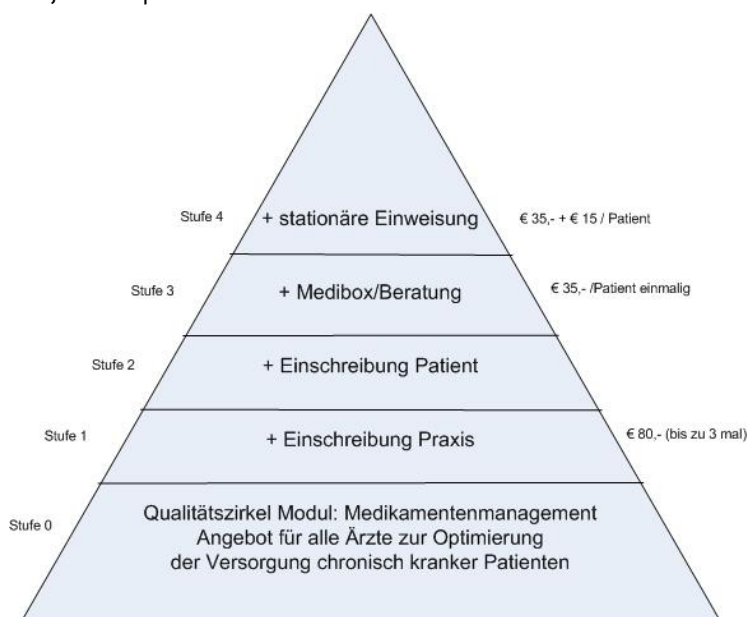 Stufe 4 + stationäre Einweisung € 35,- + € 15 / Patient
Stufe 3 + Medibox/Beratung € 35,- /Patient einmalig
Stufe 2 + Einschreibung Patient
Stufe 1 + Einschreibung Praxis € 80,- (bis zu 3 mal)
Stufe 0
Qualitätszirkel Modul: Medikamentenmanagement
Angebot für alle Ärzte zur Optimierung
der Versorgung chronisch kranker Patienten